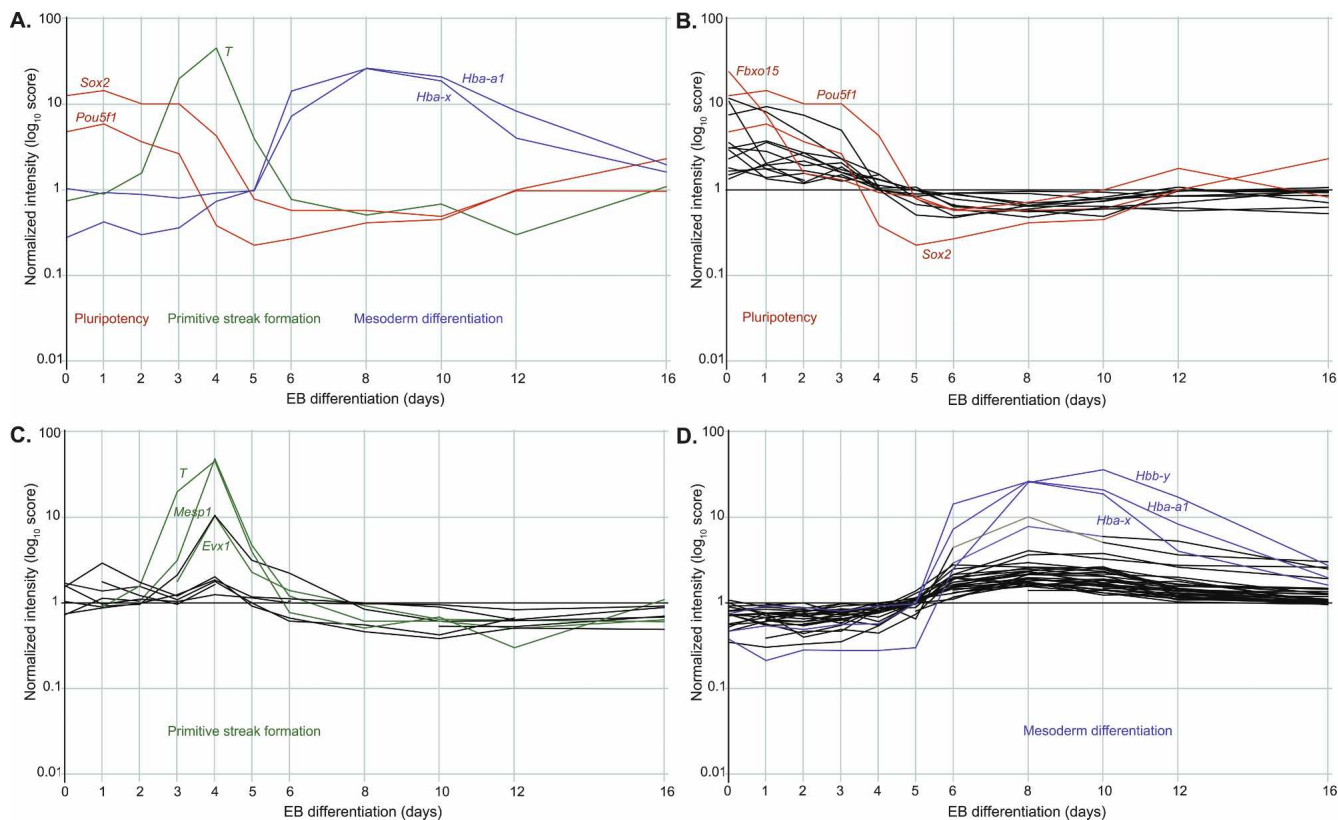 A.
Normalized intensity (log10 score)
100
10
1
0.1
0.01
Sox2
Pou5f1
T
Hba-a1
Hba-x
Pluripotency
Primitive streak formation
Mesoderm differentiation
0 1 2 3 4 5 6 8 10 12 16
EB differentiation (days)
B.
Normalized intensity (log10 score)
100
10
1
0.1
0.01
Fbxo15
Pou5f1
Sox2
Pluripotency
0 1 2 3 4 5 6 8 10 12 16
EB differentiation (days)
C.
Normalized intensity (log10 score)
100
10
1
0.1
0.01
T
Mesp1
Evx1
Primitive streak formation
0 1 2 3 4 5 6 8 10 12 16
EB differentiation (days)
D.
Normalized intensity (log10 score)
100
10
1
0.1
0.01
Hbb-y
Hba-a1
Hba-x
Mesoderm differentiation
0 1 2 3 4 5 6 8 10 12 16
EB differentiation (days)